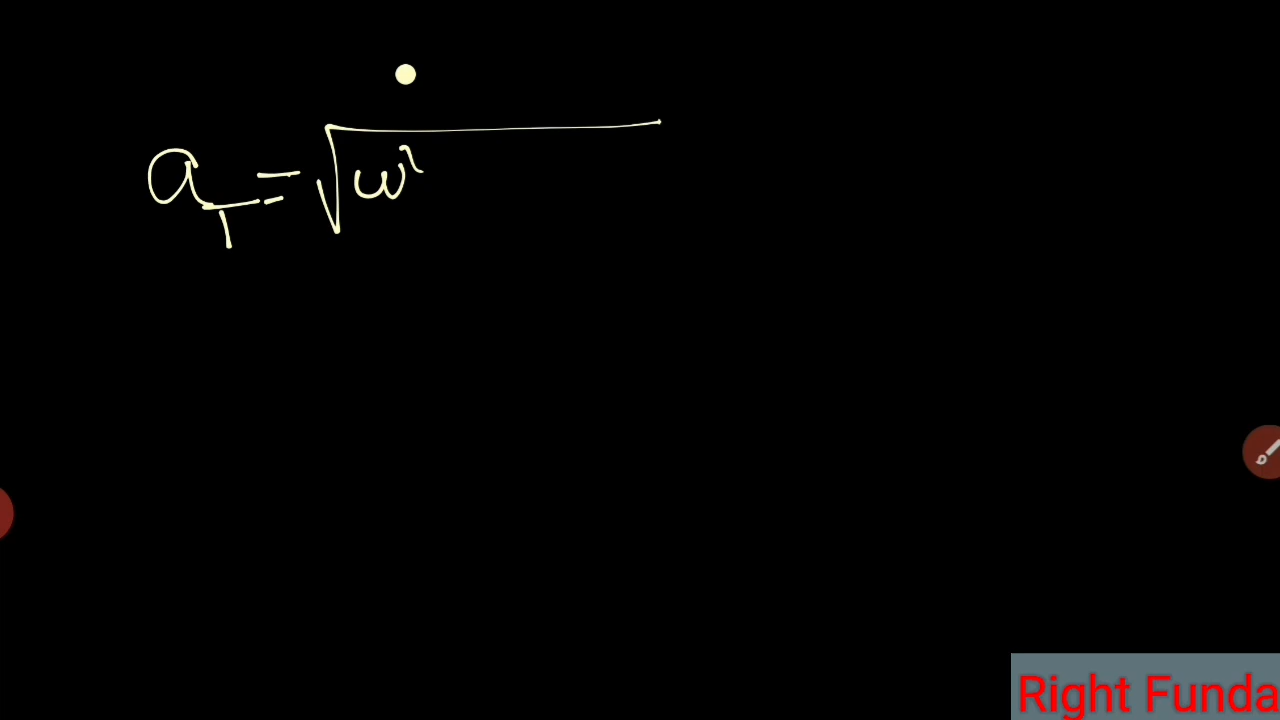 a_T = √ω²
Right Funda